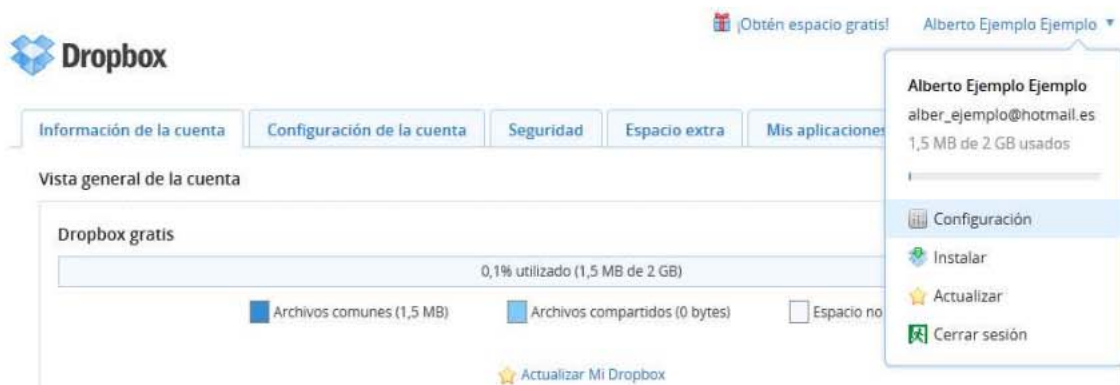 ¡Obtén espacio gratis! Alberto Ejemplo Ejemplo
Dropbox
Información de la cuenta Configuración de la cuenta Seguridad Espacio extra Mis aplicaciones
Vista general de la cuenta
Dropbox gratis
0,1% utilizado (1,5 MB de 2 GB)
Archivos comunes (1,5 MB) Archivos compartidos (0 bytes) Espacio no
Actualizar Mi Dropbox
Alberto Ejemplo Ejemplo
alber_ejemplo@hotmail.es
1,5 MB de 2 GB usados
Configuración
Instalar
Actualizar
Cerrar sesión